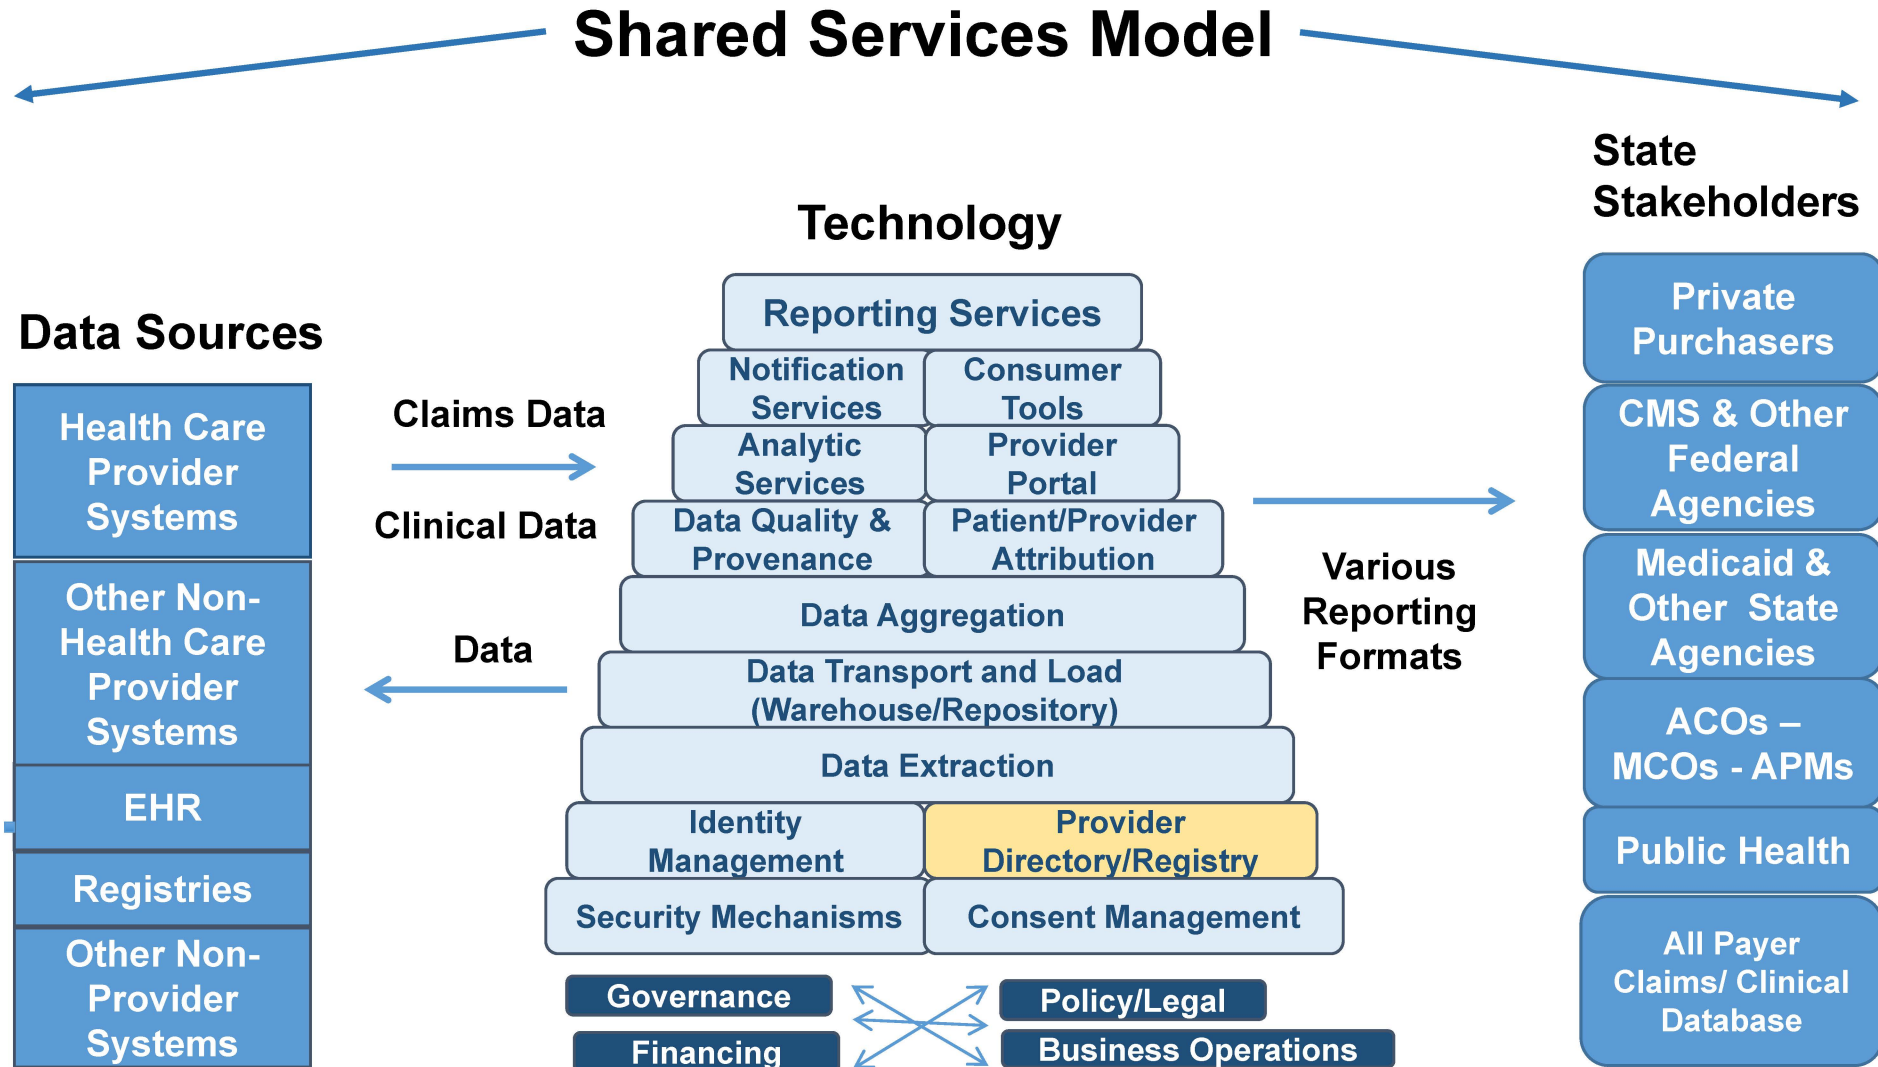 Shared Services Model
Data Sources
Health Care
Provider
Systems
Other Non-
Health Care
Provider
Systems
EHR
Registries
Other Non-
Provider
Systems
Claims Data
Clinical Data
Data
Technology
Reporting Services
Notification
Services
Consumer
Tools
Analytic
Services
Provider
Portal
Data Quality &
Provenance
Patient/Provider
Attribution
Data Aggregation
Data Transport and Load
(Warehouse/Repository)
Data Extraction
Identity
Management
Provider
Directory/Registry
Security Mechanisms
Consent Management
Governance
Policy/Legal
Financing
Business Operations
Various
Reporting
Formats
State
Stakeholders
Private
Purchasers
CMS & Other
Federal
Agencies
Medicaid &
Other State
Agencies
ACOs –
MCOs - APMs
Public Health
All Payer
Claims/ Clinical
Database